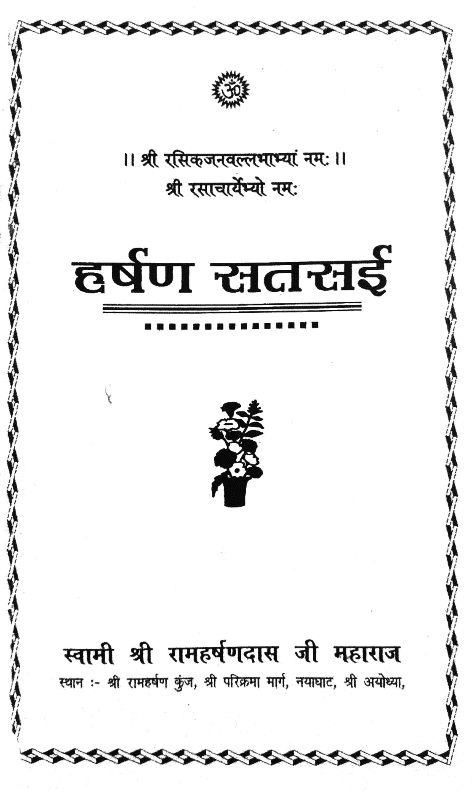 ॐ
।। श्री रसिकजनवल्लभाभ्यां नमः।।
श्री रसाचार्येभ्यो नमः
हर्षण सतसई
स्वामी श्री रामहर्षणदास जी महाराज
स्थान :- श्री रामहर्षण कुंज, श्री परिक्रमा मार्ग, नयाघाट, श्री अयोध्या,